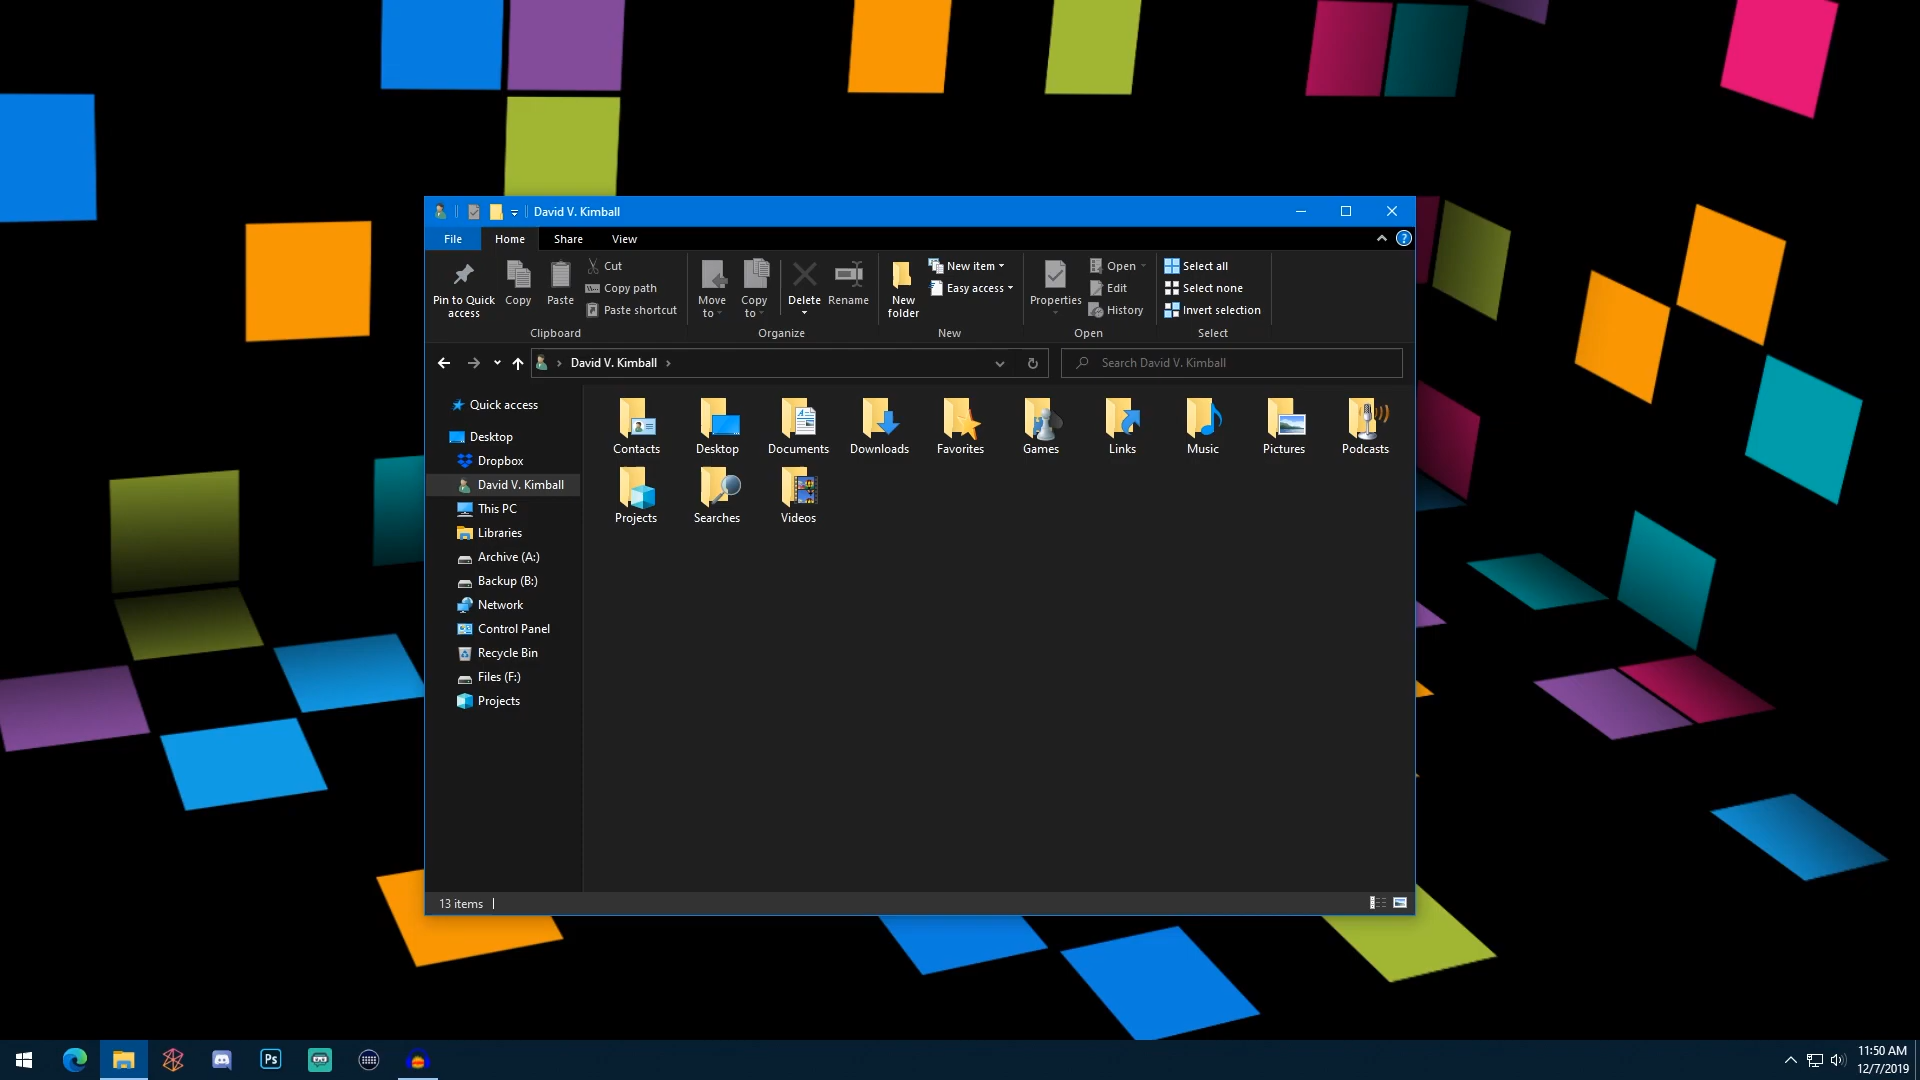 David V. Kimball
File Home Share View
Pin to Quick access
Copy
Paste
Cut
Copy path
Paste shortcut
Clipboard
Move to
Copy to
Delete
Rename
Organize
New folder
New item
Easy access
New
Properties
Open
Edit
History
Open
Select all
Select none
Invert selection
Select
David V. Kimball
Search David V. Kimball
Quick access
Desktop
Dropbox
David V. Kimball
This PC
Libraries
Archive (A:)
Backup (B:)
Network
Control Panel
Recycle Bin
Files (F:)
Projects
Contacts Desktop Documents Downloads Favorites Games Links Music Pictures Podcasts
Projects Searches Videos
13 items
Ps
11:50 AM
12/7/2019